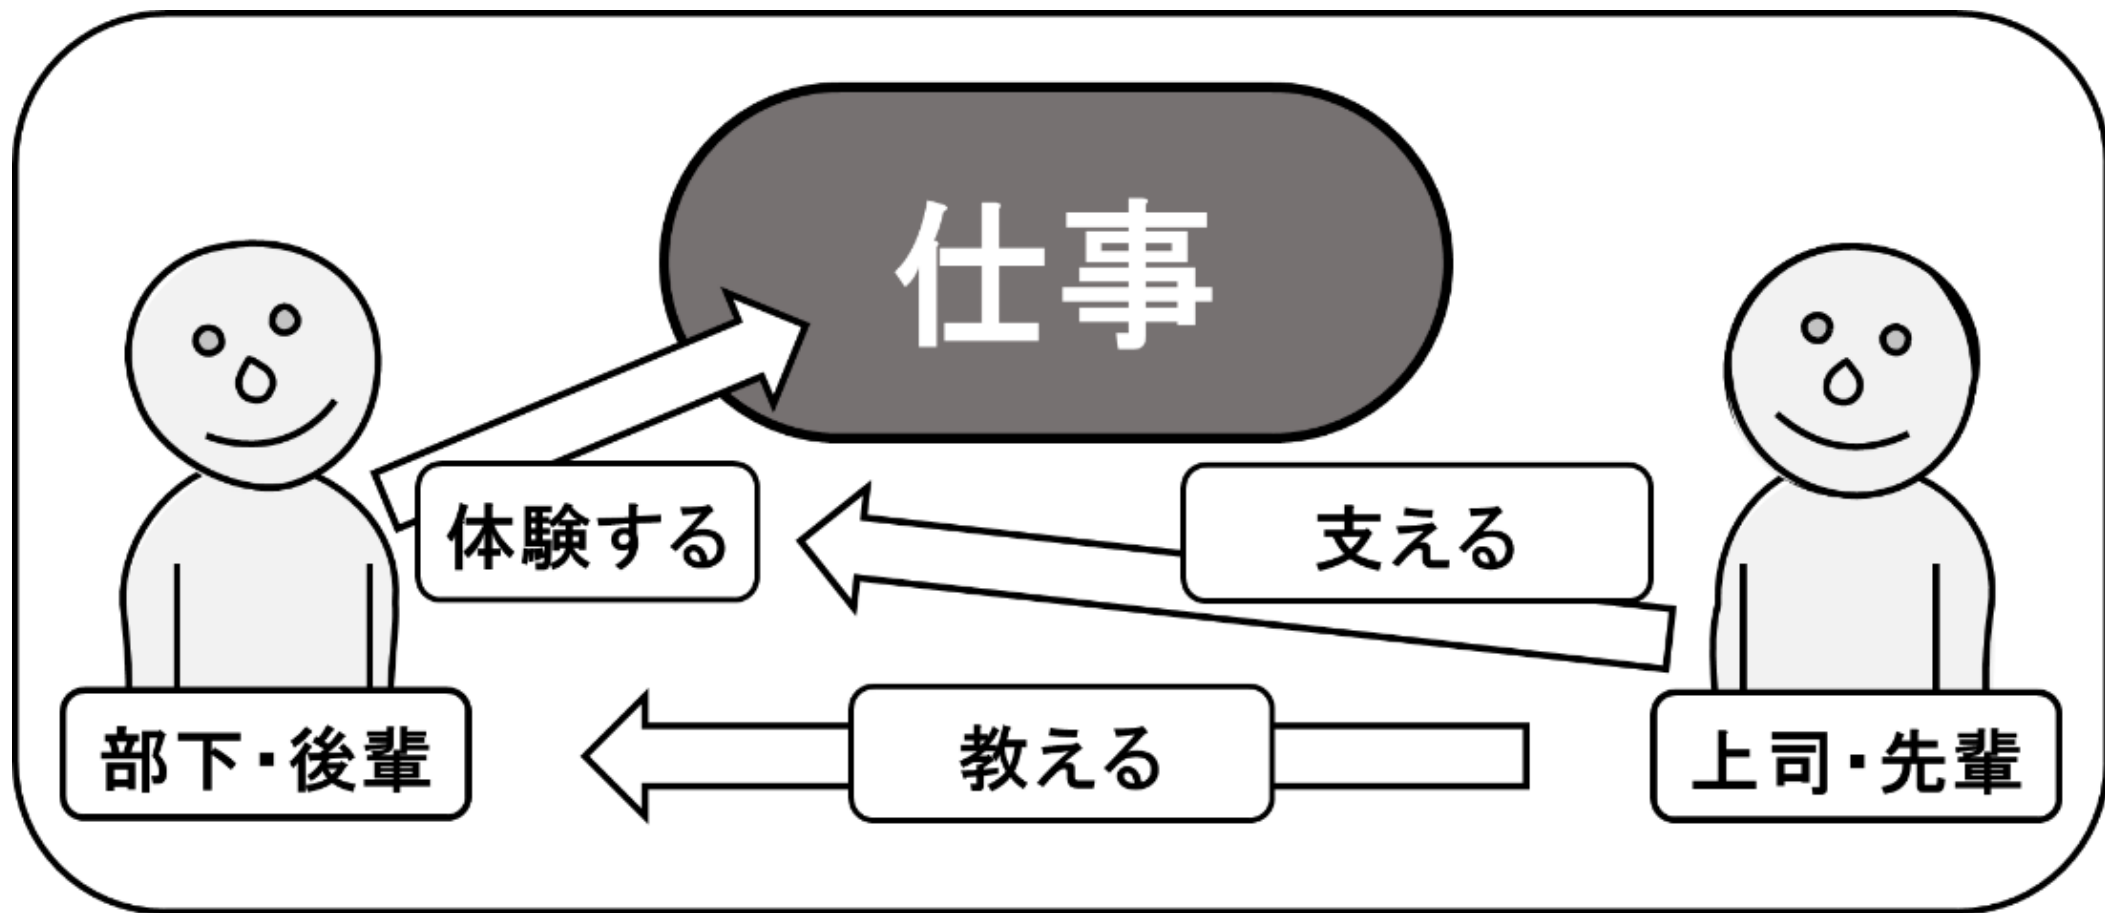 仕事
体験する
支える
教える
部下・後輩
上司・先輩